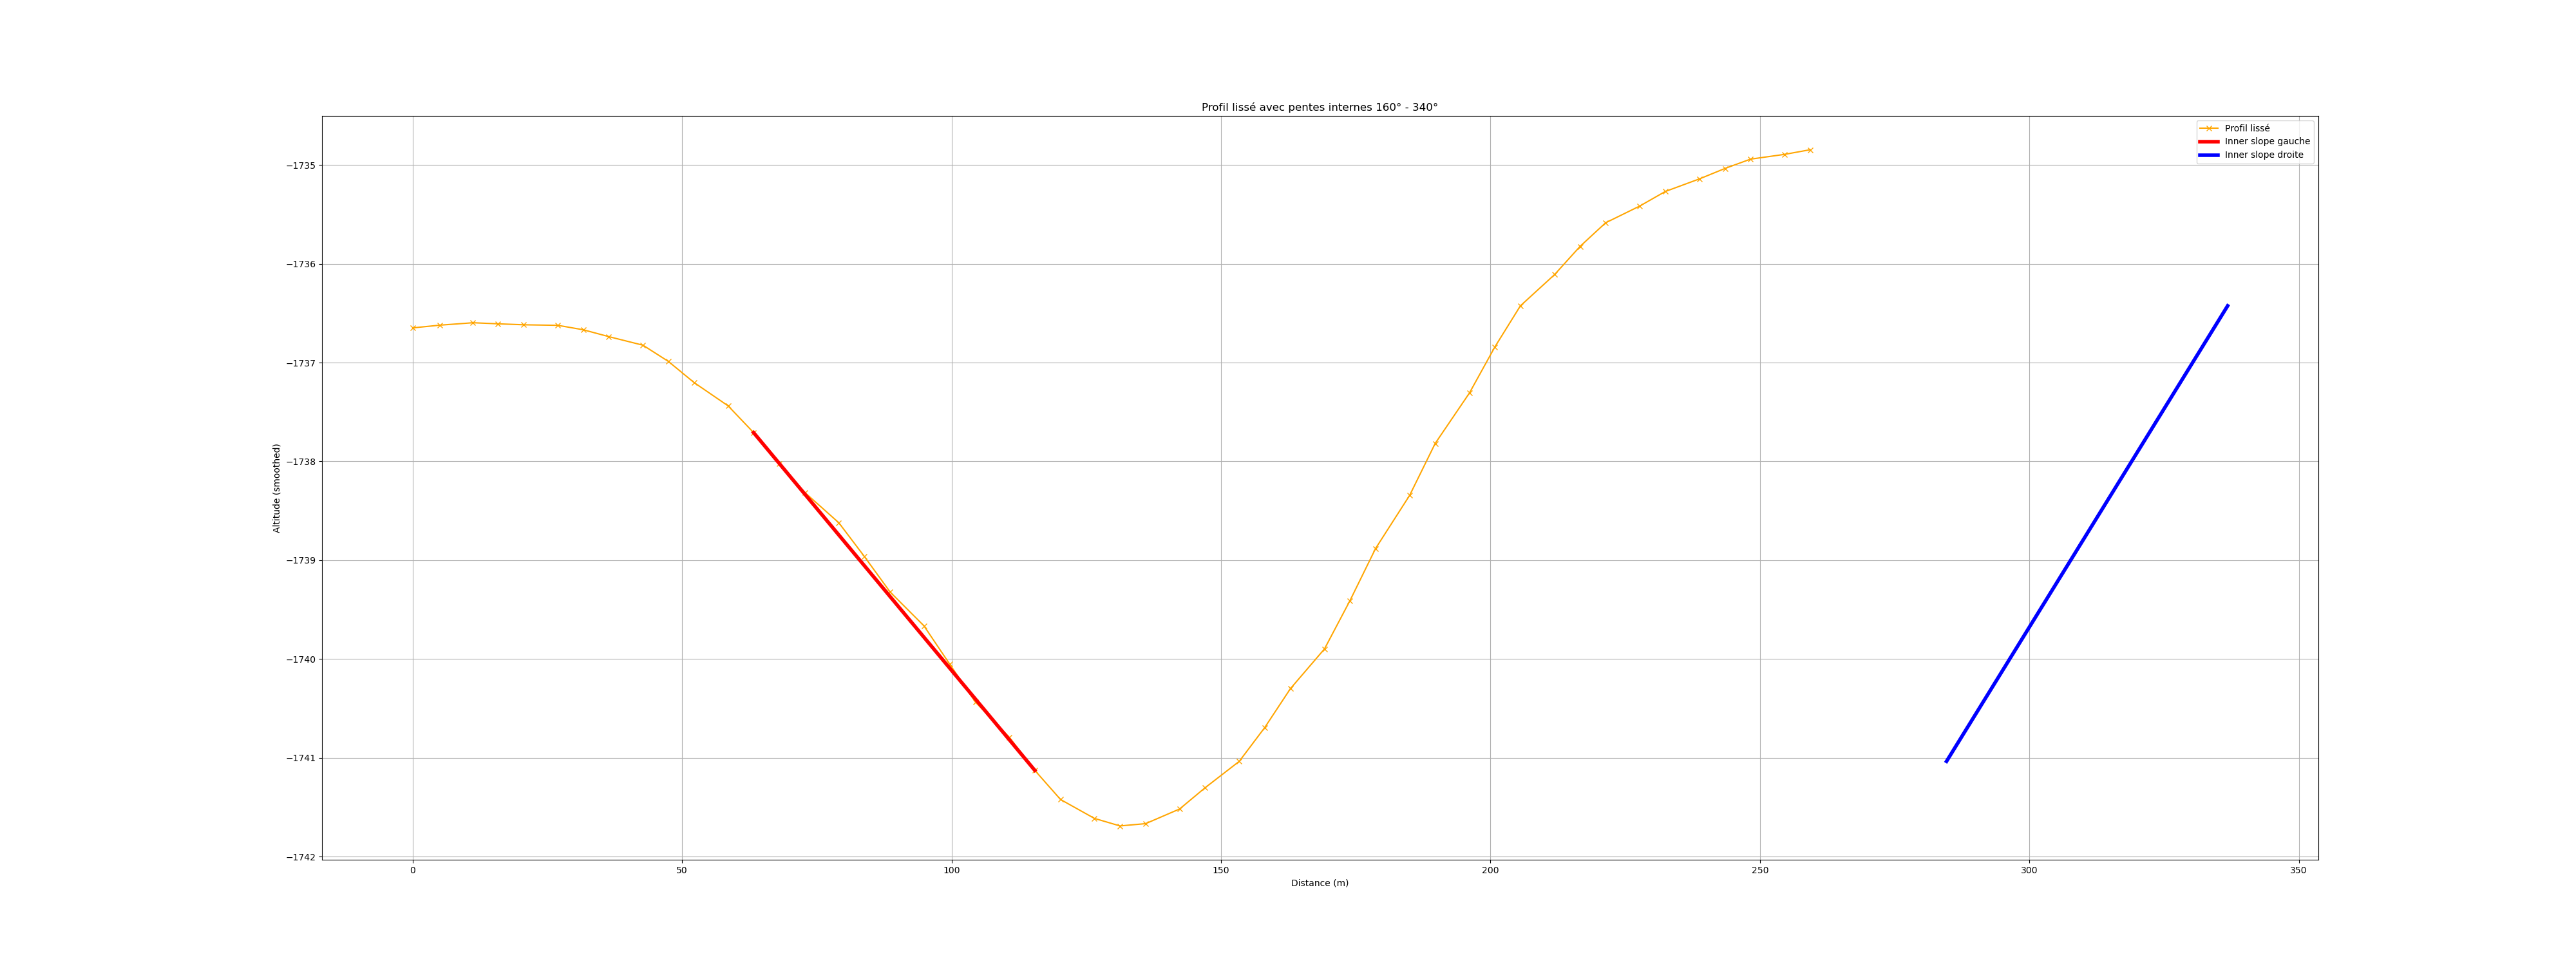 Profil lissé avec pentes internes 160° - 340°
Profil lissé
Inner slope gauche
Inner slope droite
Altitude (smoothed)
−1735
−1736
−1737
−1738
−1739
−1740
−1741
−1742
0 50 100 150 200 250 300 350
Distance (m)